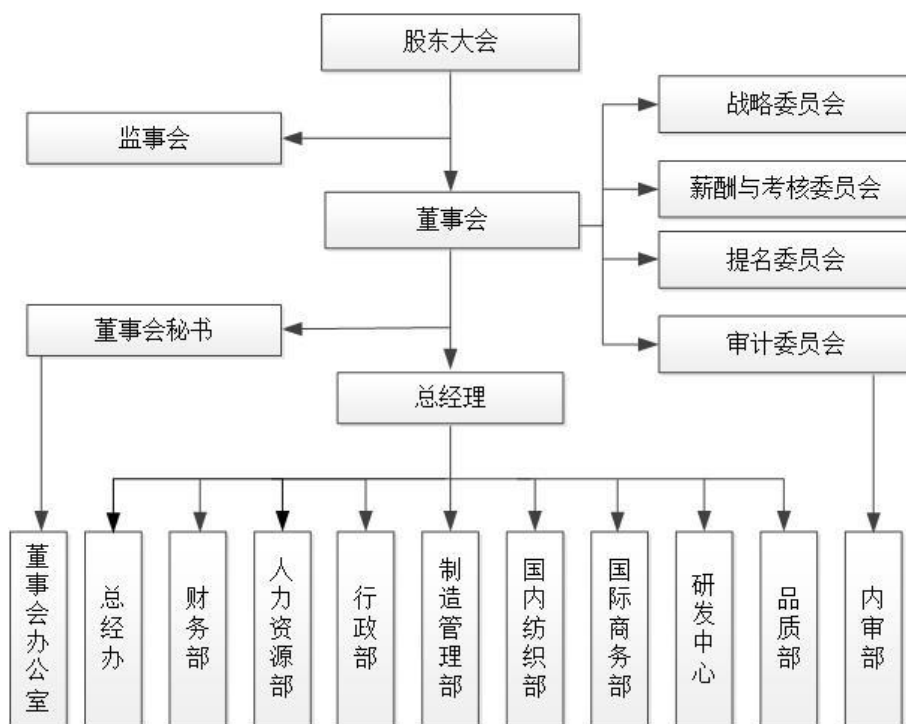 股东大会
战略委员会
监事会
薪酬与考核委员会
董事会
提名委员会
董事会秘书
审计委员会
总经理
董事会办公室
总经办
财务部
人力资源部
行政部
制造管理部
国内纺织部
国际商务部
研发中心
品质部
内审部